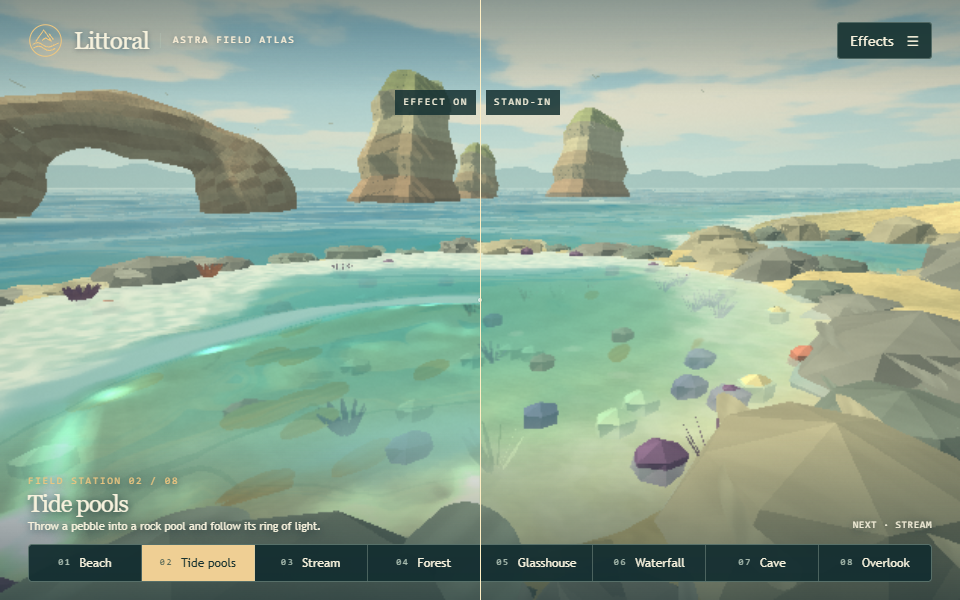 Littoral
ASTRA FIELD ATLAS
Effects ☰
EFFECT ON
STAND-IN
FIELD STATION 02 / 08
Tide pools
Throw a pebble into a rock pool and follow its ring of light.
NEXT · STREAM
01 Beach
02 Tide pools
03 Stream
04 Forest
05 Glasshouse
06 Waterfall
07 Cave
08 Overlook